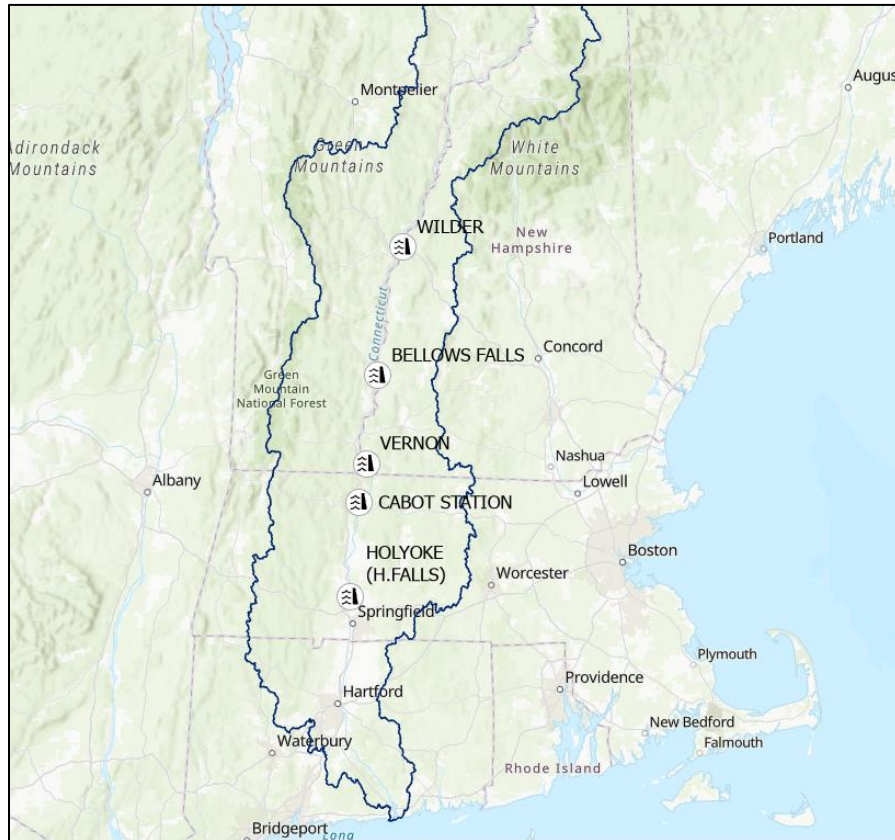 Montpelier
Augus
Adirondack
Mountains
Green
Mountains
White
Mountains
WILDER
New
Hampshire
Portland
Connecticut
BELLOWS FALLS
Concord
Green
Mountain
National Forest
VERNON
Nashua
Albany
Lowell
CABOT STATION
HOLYOKE
(H.FALLS)
Boston
Worcester
Springfield
Plymouth
Hartford
Providence
New Bedford
Waterbury
Falmouth
Rhode Island
Bridgeport
Long